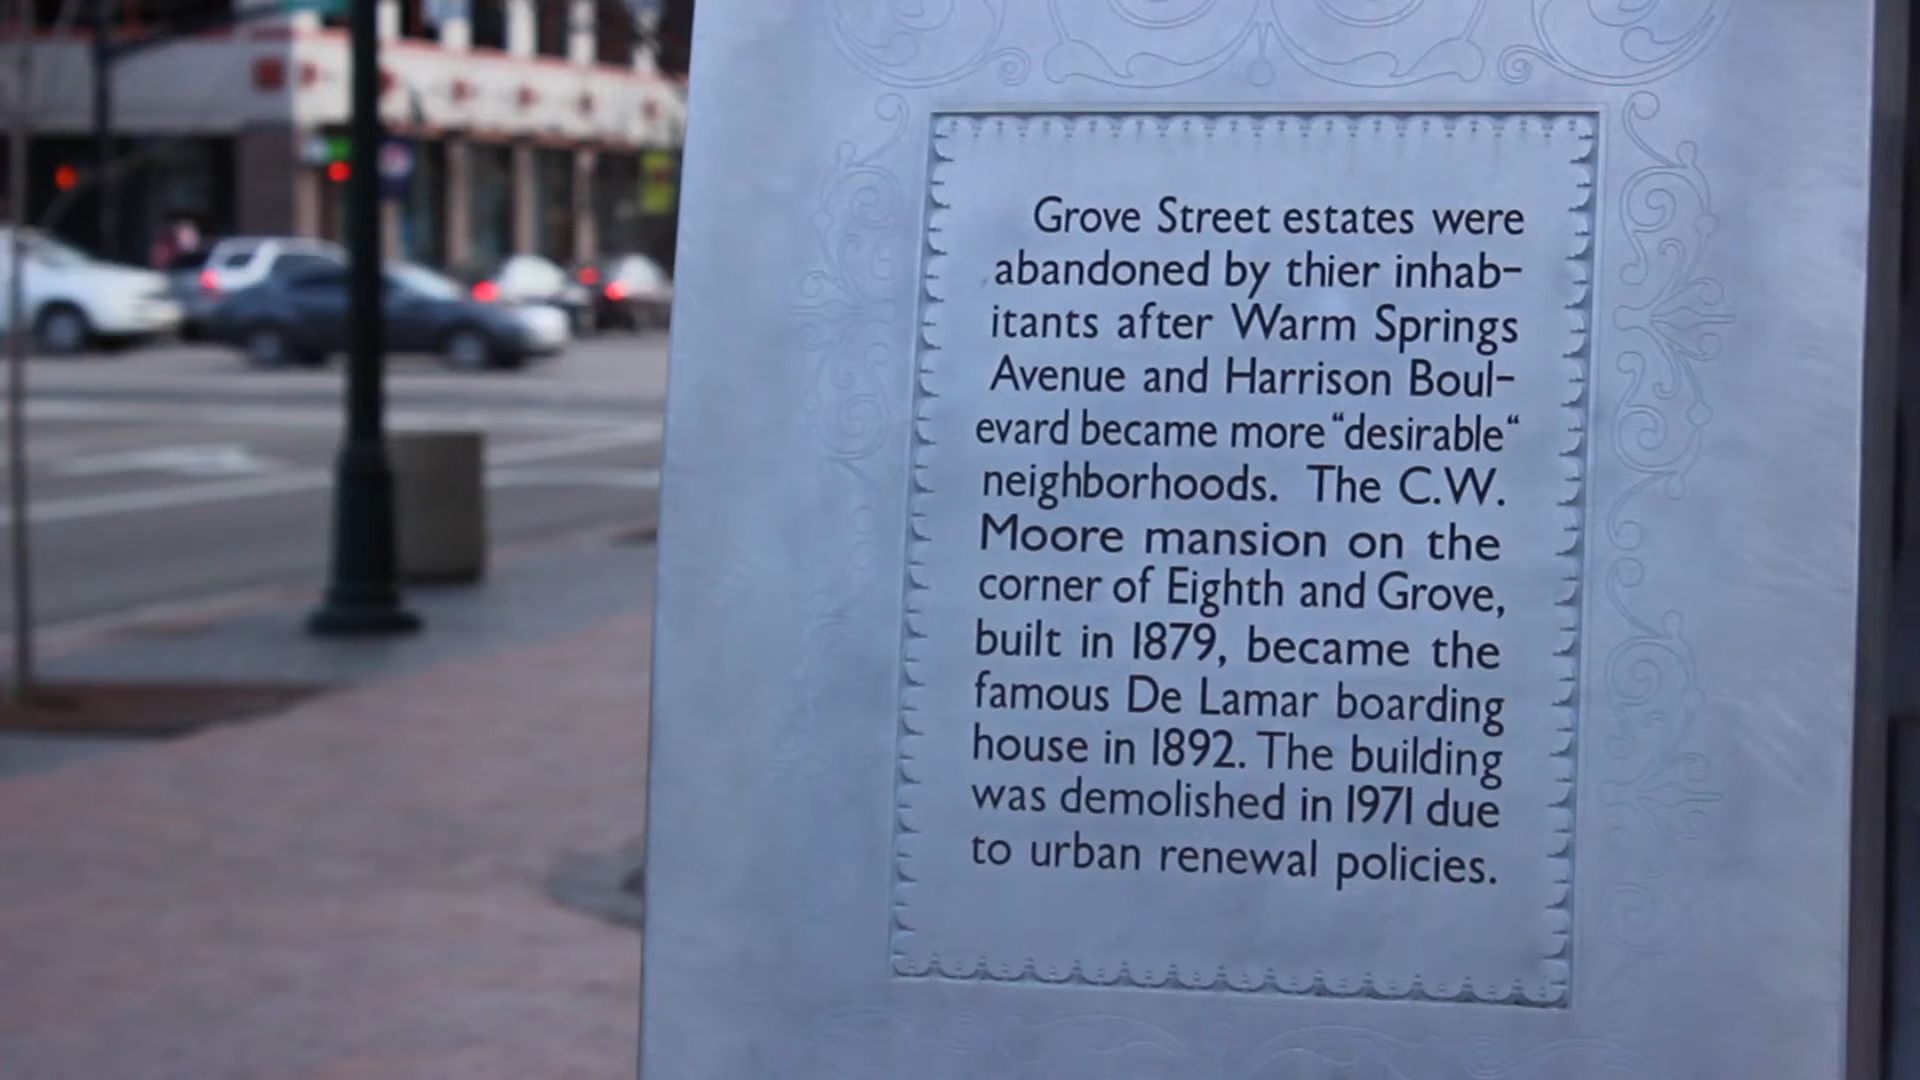 Grove Street estates were
abandoned by thier inhab-
itants after Warm Springs
Avenue and Harrison Boul-
evard became more “desirable“
neighborhoods. The C.W.
Moore mansion on the
corner of Eighth and Grove,
built in 1879, became the
famous De Lamar boarding
house in 1892. The building
was demolished in 1971 due
to urban renewal policies.